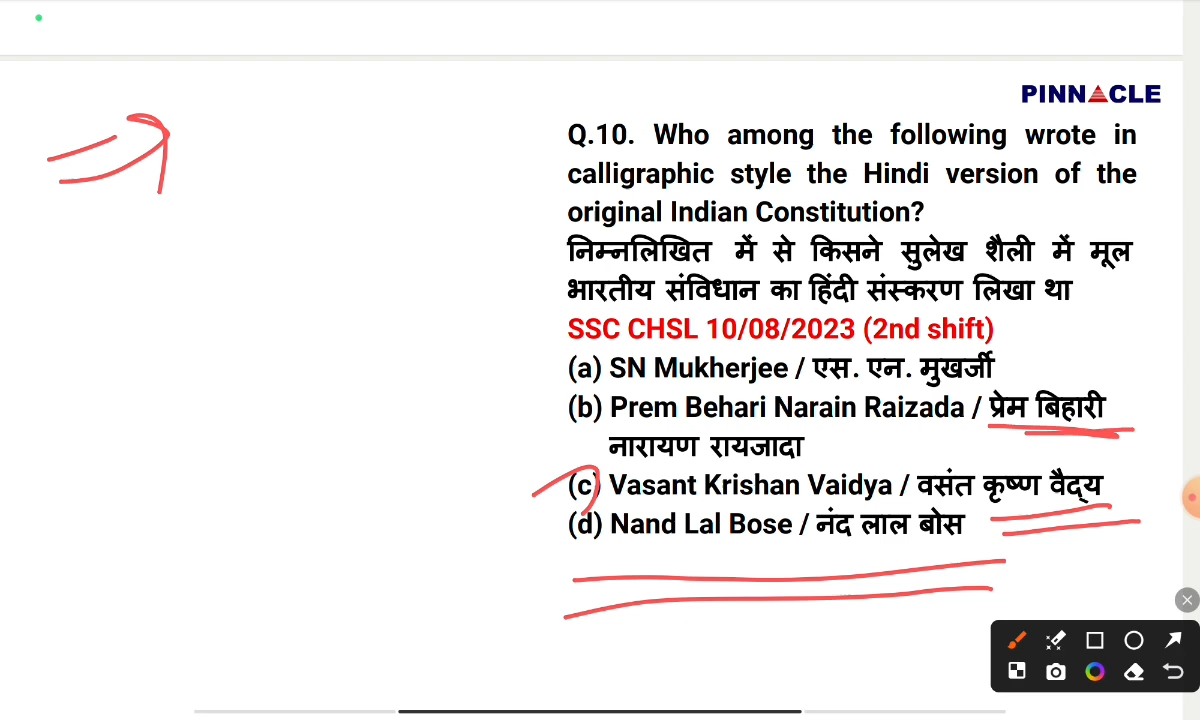 PINNACLE
Q.10. Who among the following wrote in
calligraphic style the Hindi version of the
original Indian Constitution?
निम्नलिखित में से किसने सुलेख शैली में मूल
भारतीय संविधान का हिंदी संस्करण लिखा था
SSC CHSL 10/08/2023 (2nd shift)
(a) SN Mukherjee / एस. एन. मुखर्जी
(b) Prem Behari Narain Raizada / प्रेम बिहारी
नारायण रायजादा
(c) Vasant Krishan Vaidya / वसंत कृष्ण वैद्य
(d) Nand Lal Bose / नंद लाल बोस